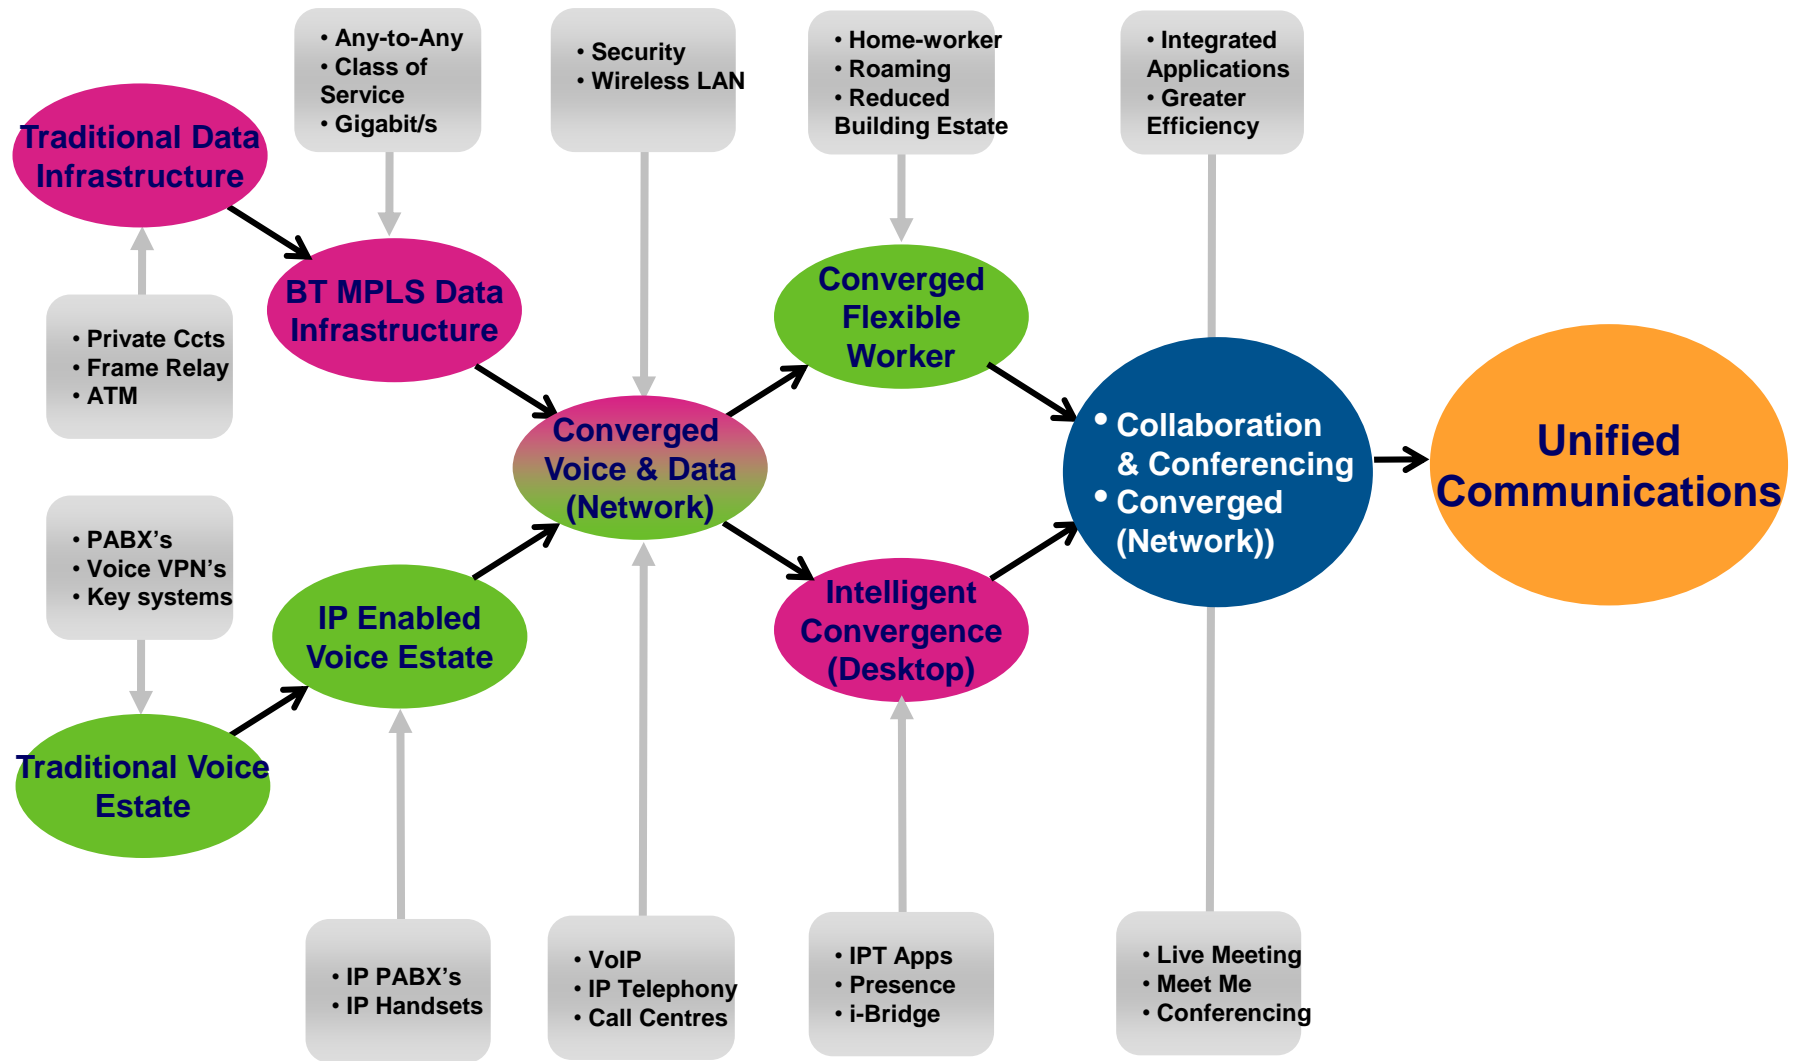 • Any-to-Any
• Class of
Service
• Gigabit/s
• Security
• Wireless LAN
• Home-worker
• Roaming
• Reduced
Building Estate
• Integrated
Applications
• Greater
Efficiency
Traditional Data
Infrastructure
BT MPLS Data
Infrastructure
Converged
Flexible
Worker
• Private Ccts
• Frame Relay
• ATM
Converged
Voice & Data
(Network)
• Collaboration
& Conferencing
• Converged
(Network))
Unified
Communications
• PABX’s
• Voice VPN’s
• Key systems
IP Enabled
Voice Estate
Intelligent
Convergence
(Desktop)
Traditional Voice
Estate
• IP PABX’s
• IP Handsets
• VoIP
• IP Telephony
• Call Centres
• IPT Apps
• Presence
• i-Bridge
• Live Meeting
• Meet Me
• Conferencing